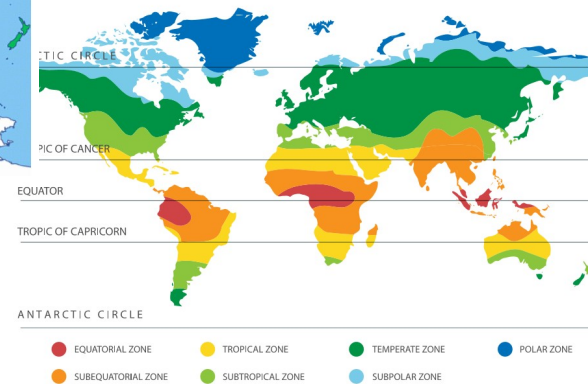 CTIC CIRCLE
PIC OF CANCER
EQUATOR
TROPIC OF CAPRICORN
ANTARCTIC CIRCLE
EQUATORIAL ZONE
TROPICAL ZONE
TEMPERATE ZONE
POLAR ZONE
SUBEQUATORIAL ZONE
SUBTROPICAL ZONE
SUBPOLAR ZONE